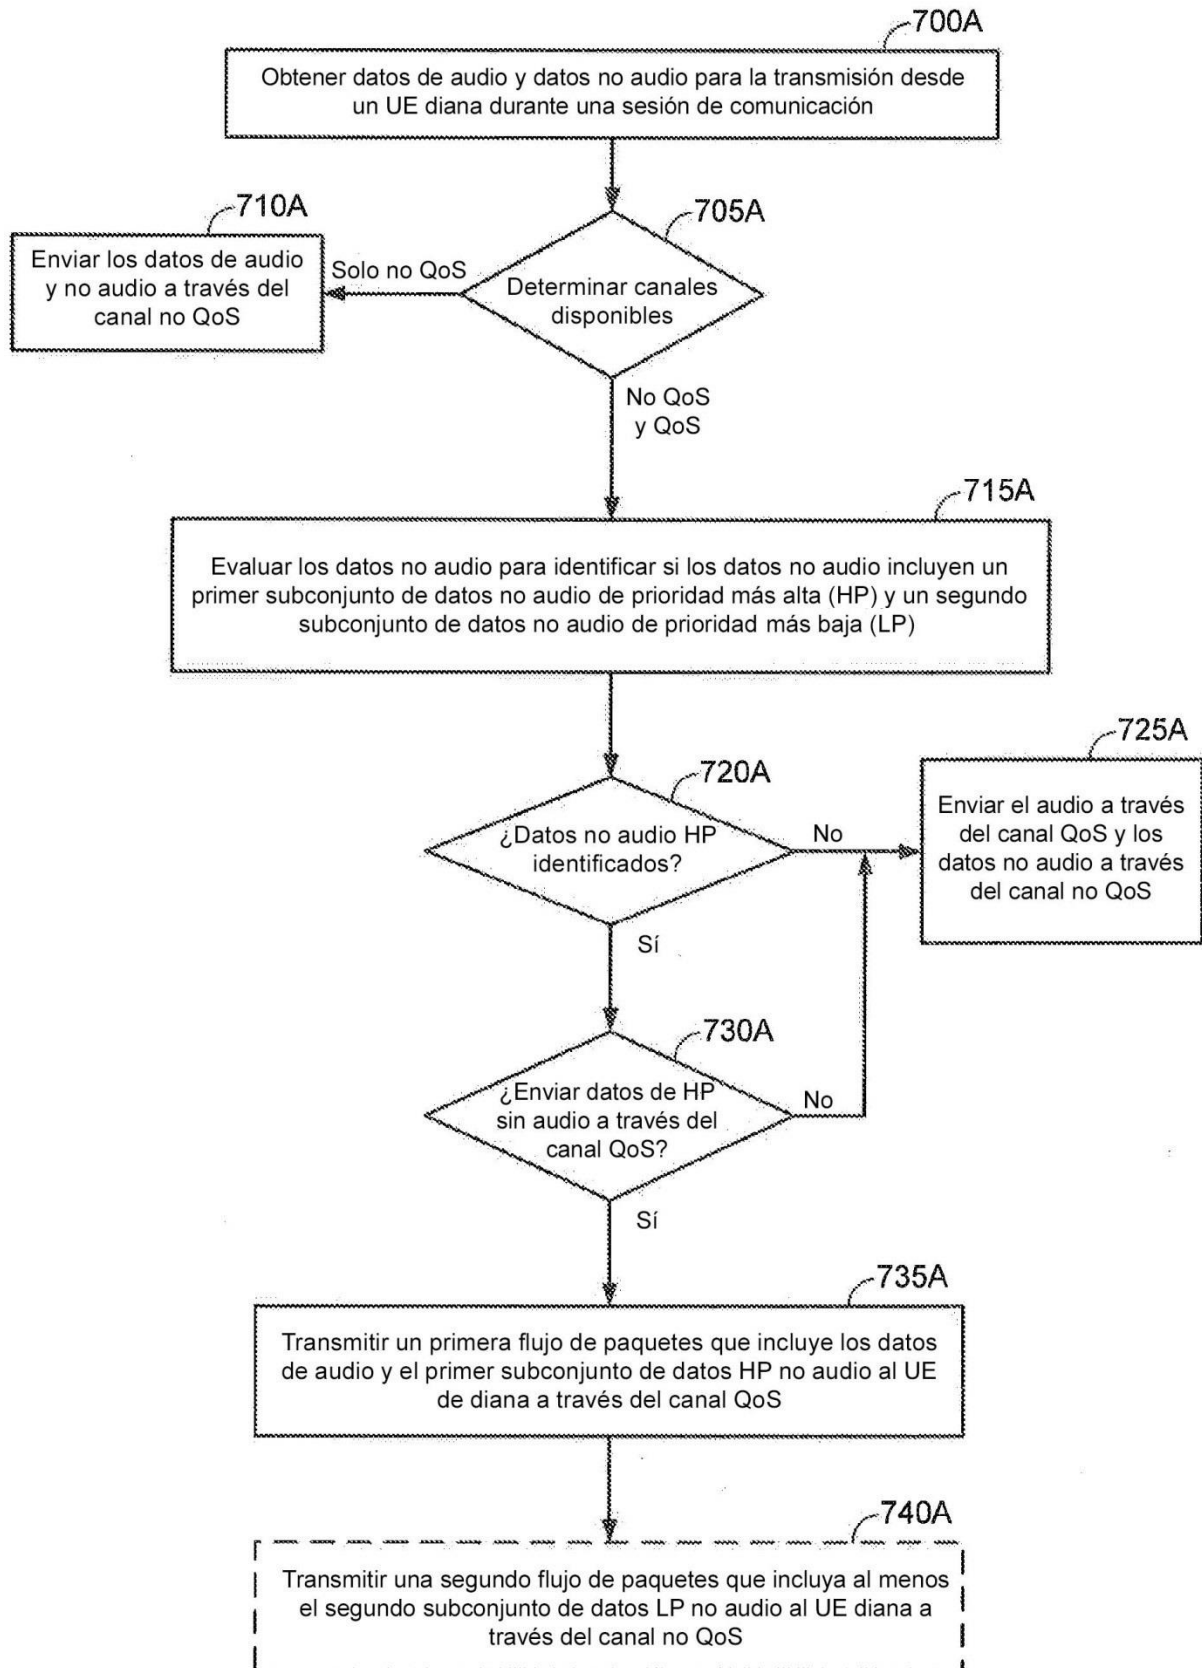 700A
Obtener datos de audio y datos no audio para la transmisión desde
un UE diana durante una sesión de comunicación
710A
705A
Enviar los datos de audio
y no audio a través del
canal no QoS
Solo no QoS
Determinar canales
disponibles
No QoS
y QoS
715A
Evaluar los datos no audio para identificar si los datos no audio incluyen un
primer subconjunto de datos no audio de prioridad más alta (HP) y un segundo
subconjunto de datos no audio de prioridad más baja (LP)
725A
720A
¿Datos no audio HP
identificados?
No
Enviar el audio a través
del canal QoS y los
datos no audio a través
del canal no QoS
Sí
730A
¿Enviar datos de HP
sin audio a través del
canal QoS?
No
Sí
735A
Transmitir un primera flujo de paquetes que incluye los datos
de audio y el primer subconjunto de datos HP no audio al UE
de diana a través del canal QoS
740A
Transmitir una segundo flujo de paquetes que incluya al menos
el segundo subconjunto de datos LP no audio al UE diana a
través del canal no QoS